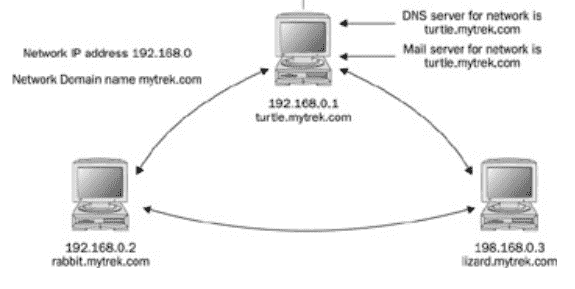 DNS server for network is
turtle.mytrek.com
Mail server for network is
turtle.mytrek.com
Network IP address 192.168.0
Network Domain name mytrek.com
192.168.0.1
turtle.mytrek.com
192.168.0.2
rabbit.mytrek.com
198.168.0.3
lizard.mytrek.com